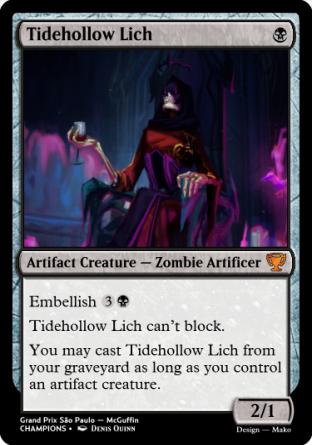 Tidehollow Lich
Artifact Creature — Zombie Artificer
Embellish 3
Tidehollow Lich can't block.
You may cast Tidehollow Lich from
your graveyard as long as you control
an artifact creature.
2/1
Grand Prix São Paulo — McGuffin
CHAMPIONS • Denis Quinn
Design — Mako